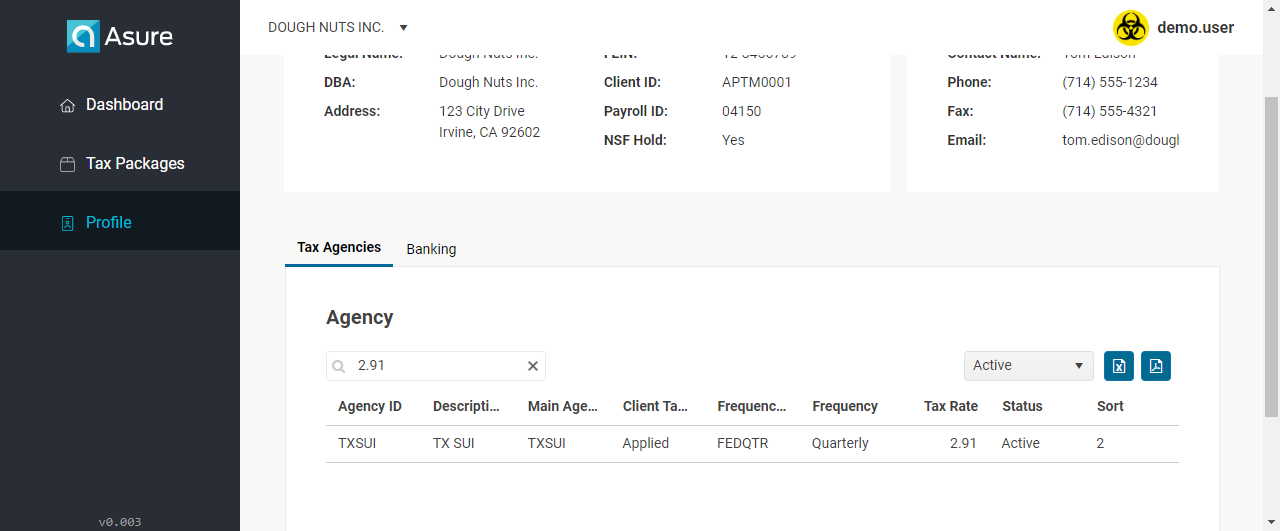 Asure
DOUGH NUTS INC.
demo.user
Dashboard
Tax Packages
Profile
v0.003
Legal Name: Dough Nuts Inc.
DBA: Dough Nuts Inc.
Address: 123 City Drive
Irvine, CA 92602
FEIN:
Client ID: APTM0001
Payroll ID: 04150
NSF Hold: Yes
Contact Name: Tom Edison
Phone: (714) 555-1234
Fax: (714) 555-4321
Email: tom.edison@dough
Tax Agencies Banking
Agency
2.91
Active
Agency ID Descripti... Main Age... Client Ta... Frequenc... Frequency Tax Rate Status Sort
TXSUI TX SUI TXSUI Applied FEDQTR Quarterly 2.91 Active 2